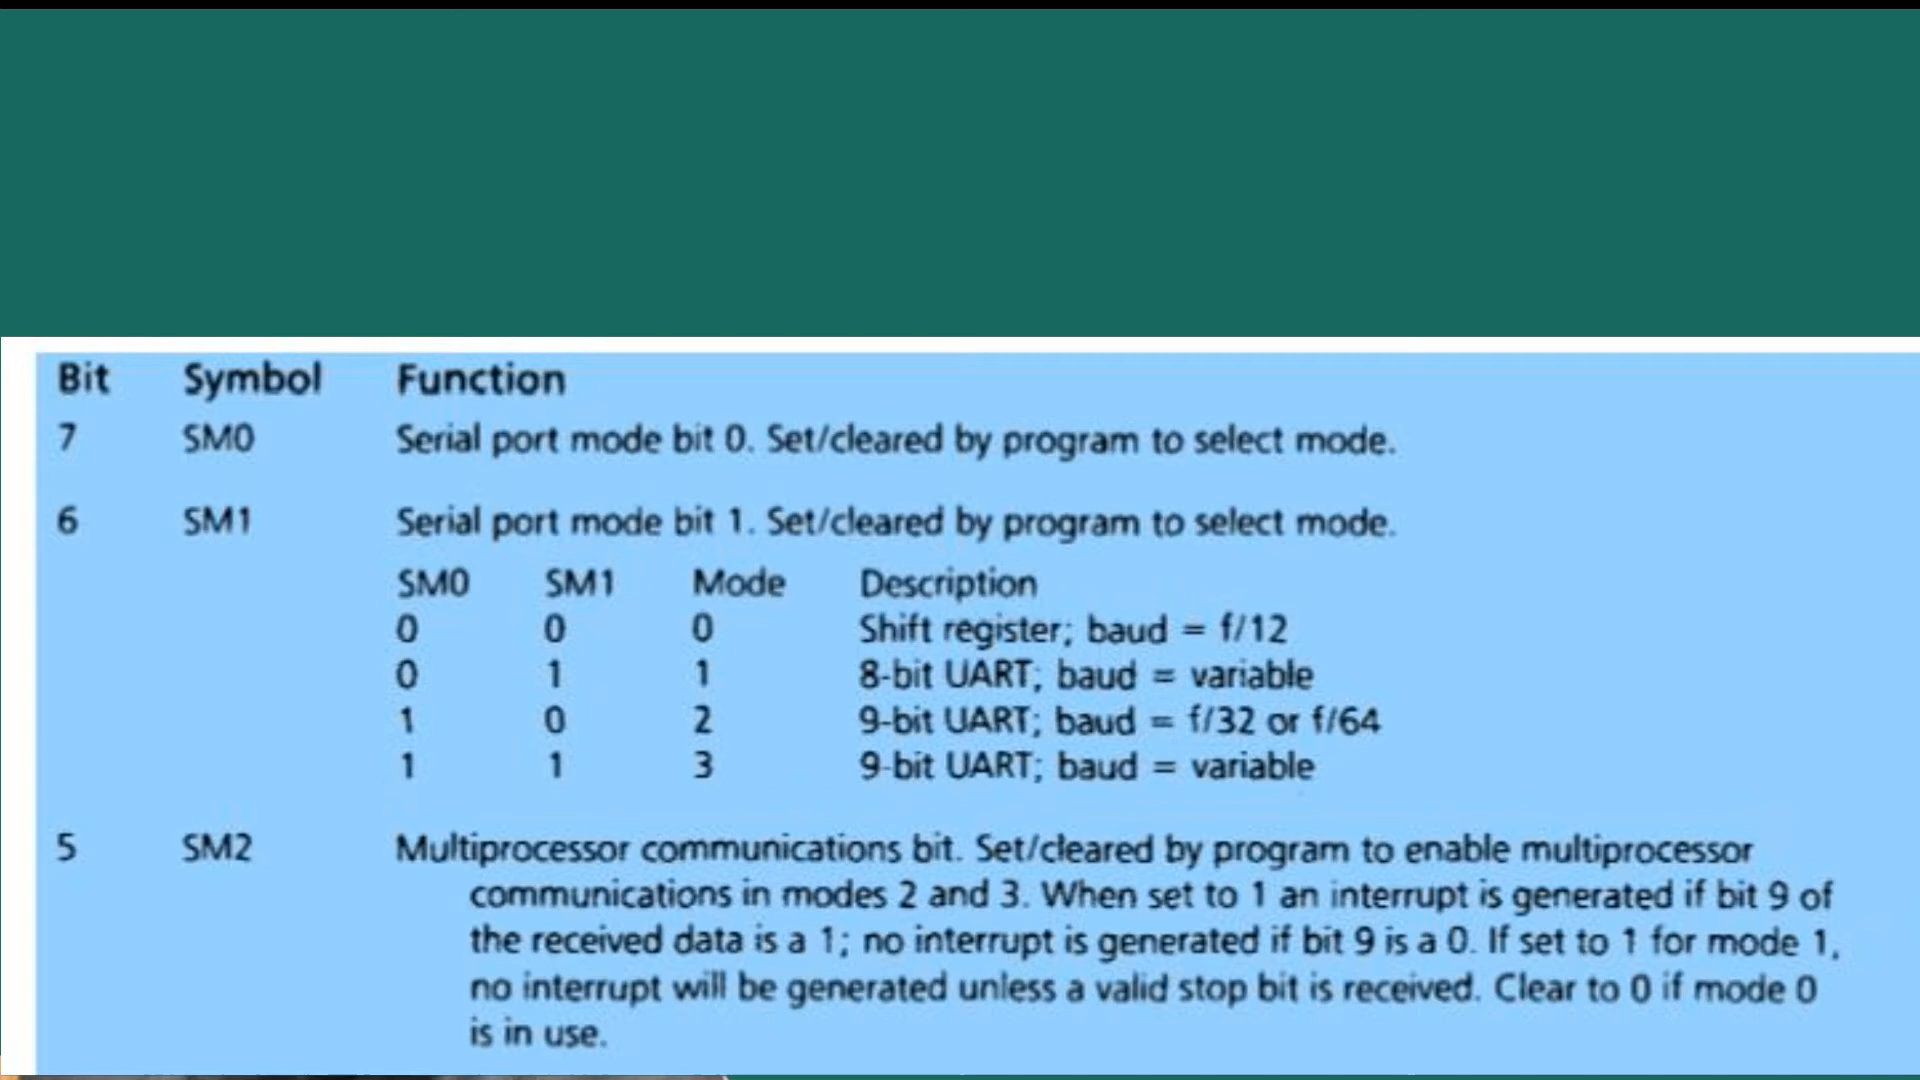 Bit Symbol Function
7 SM0 Serial port mode bit 0. Set/cleared by program to select mode.
6 SM1 Serial port mode bit 1. Set/cleared by program to select mode.
SM0 SM1 Mode Description
0 0 0 Shift register; baud = f/12
0 1 1 8-bit UART; baud = variable
1 0 2 9-bit UART; baud = f/32 or f/64
1 1 3 9-bit UART; baud = variable
5 SM2 Multiprocessor communications bit. Set/cleared by program to enable multiprocessor
communications in modes 2 and 3. When set to 1 an interrupt is generated if bit 9 of
the received data is a 1; no interrupt is generated if bit 9 is a 0. If set to 1 for mode 1,
no interrupt will be generated unless a valid stop bit is received. Clear to 0 if mode 0
is in use.